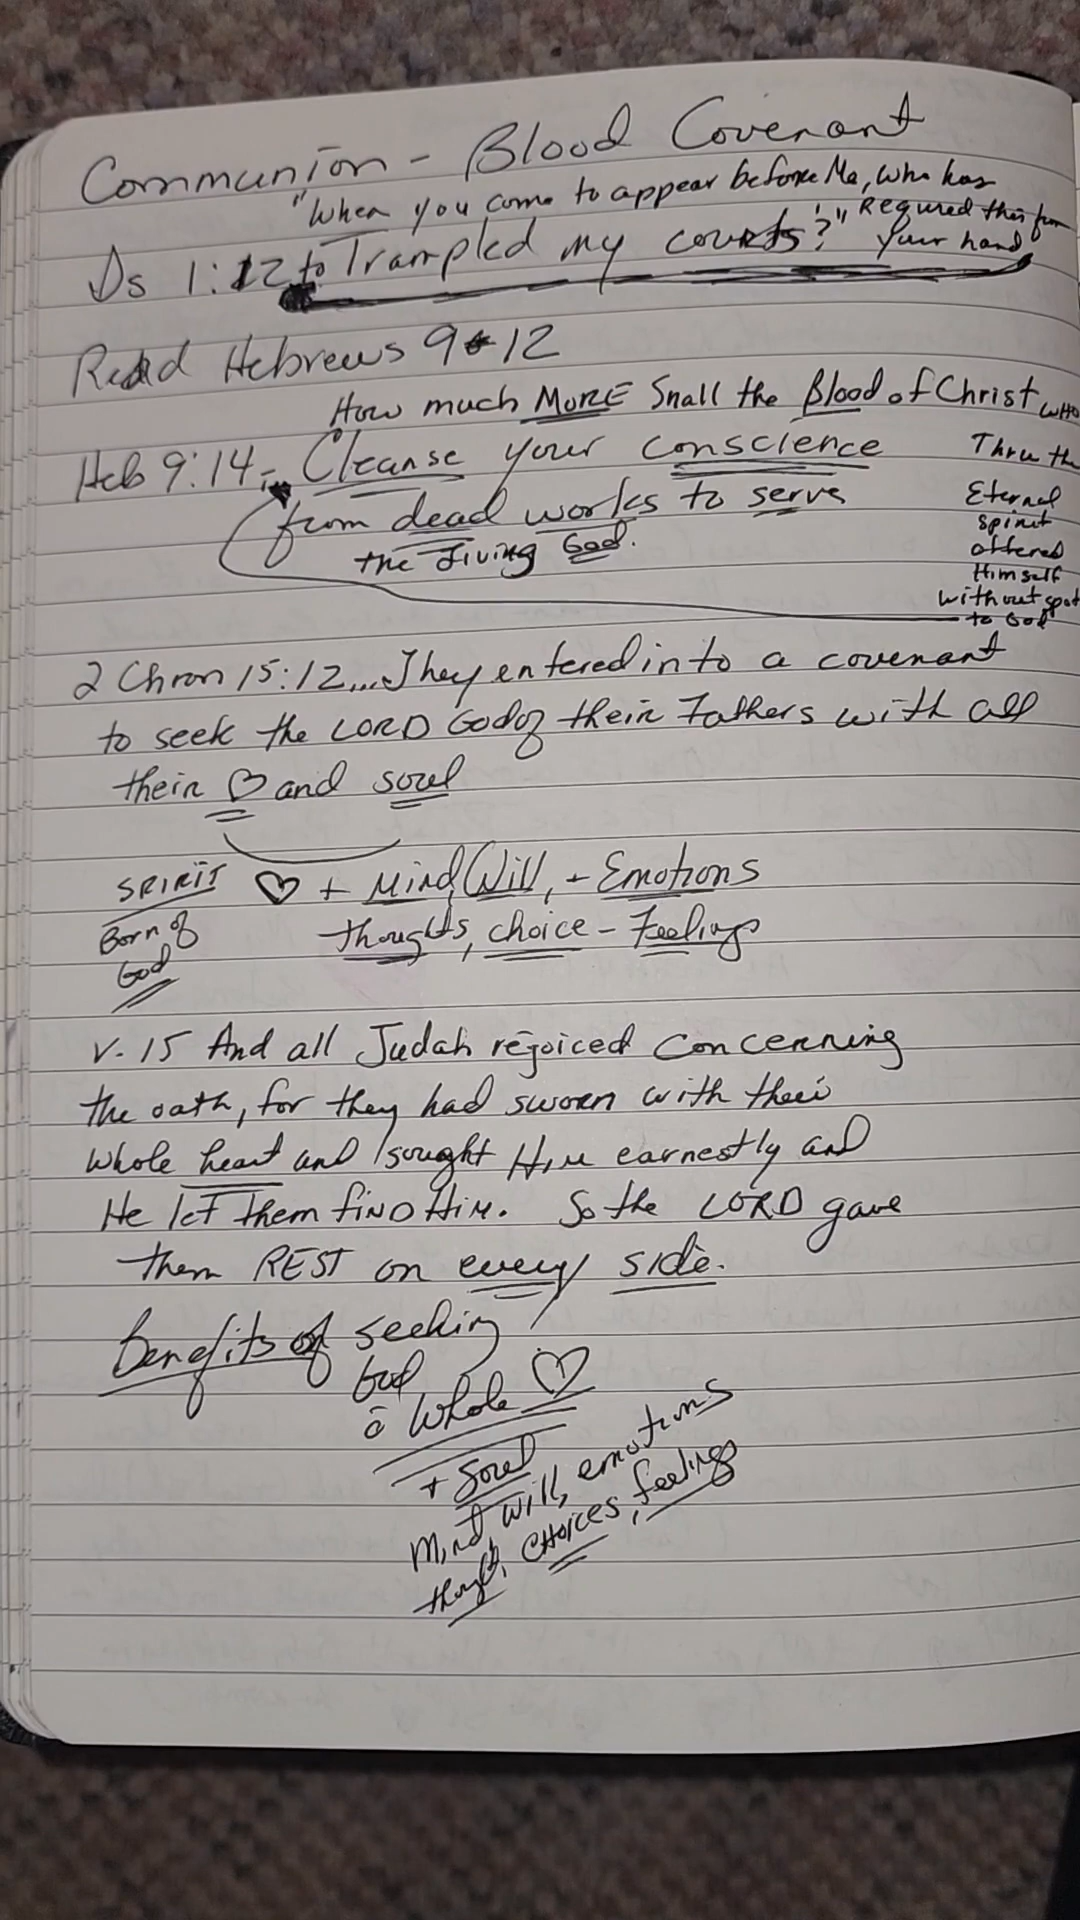 Communion - Blood Covenant
"When you come to appear before Me, who has
Required this from
Your hand
Is 1:12 to Trampled my courts?"
Read Hebrews 9 12
How much MORE Shall the Blood of Christ WHO
Thru the
Eternal
spirit
offered
Himself
without spot
to God
Heb 9:14 - Cleanse your conscience
from dead works to serve
the Living God.
2 Chron 15:12... They entered into a covenant
to seek the LORD God of their Fathers with all
their ♡ and soul
SPIRIT ♡ + Mind, Will, + Emotions
Born of
God
thoughts, choice - Feelings
V. 15 And all Judah rejoiced concerning
the oath, for they had sworn with their
whole heart and sought Him earnestly and
He let them FIND Him. So the LORD gave
them REST on every side.
Benefits of seeking
God
c̄ whole ♡
+ Soul
Mind, will, emotions
thought, CHOICES, feelings